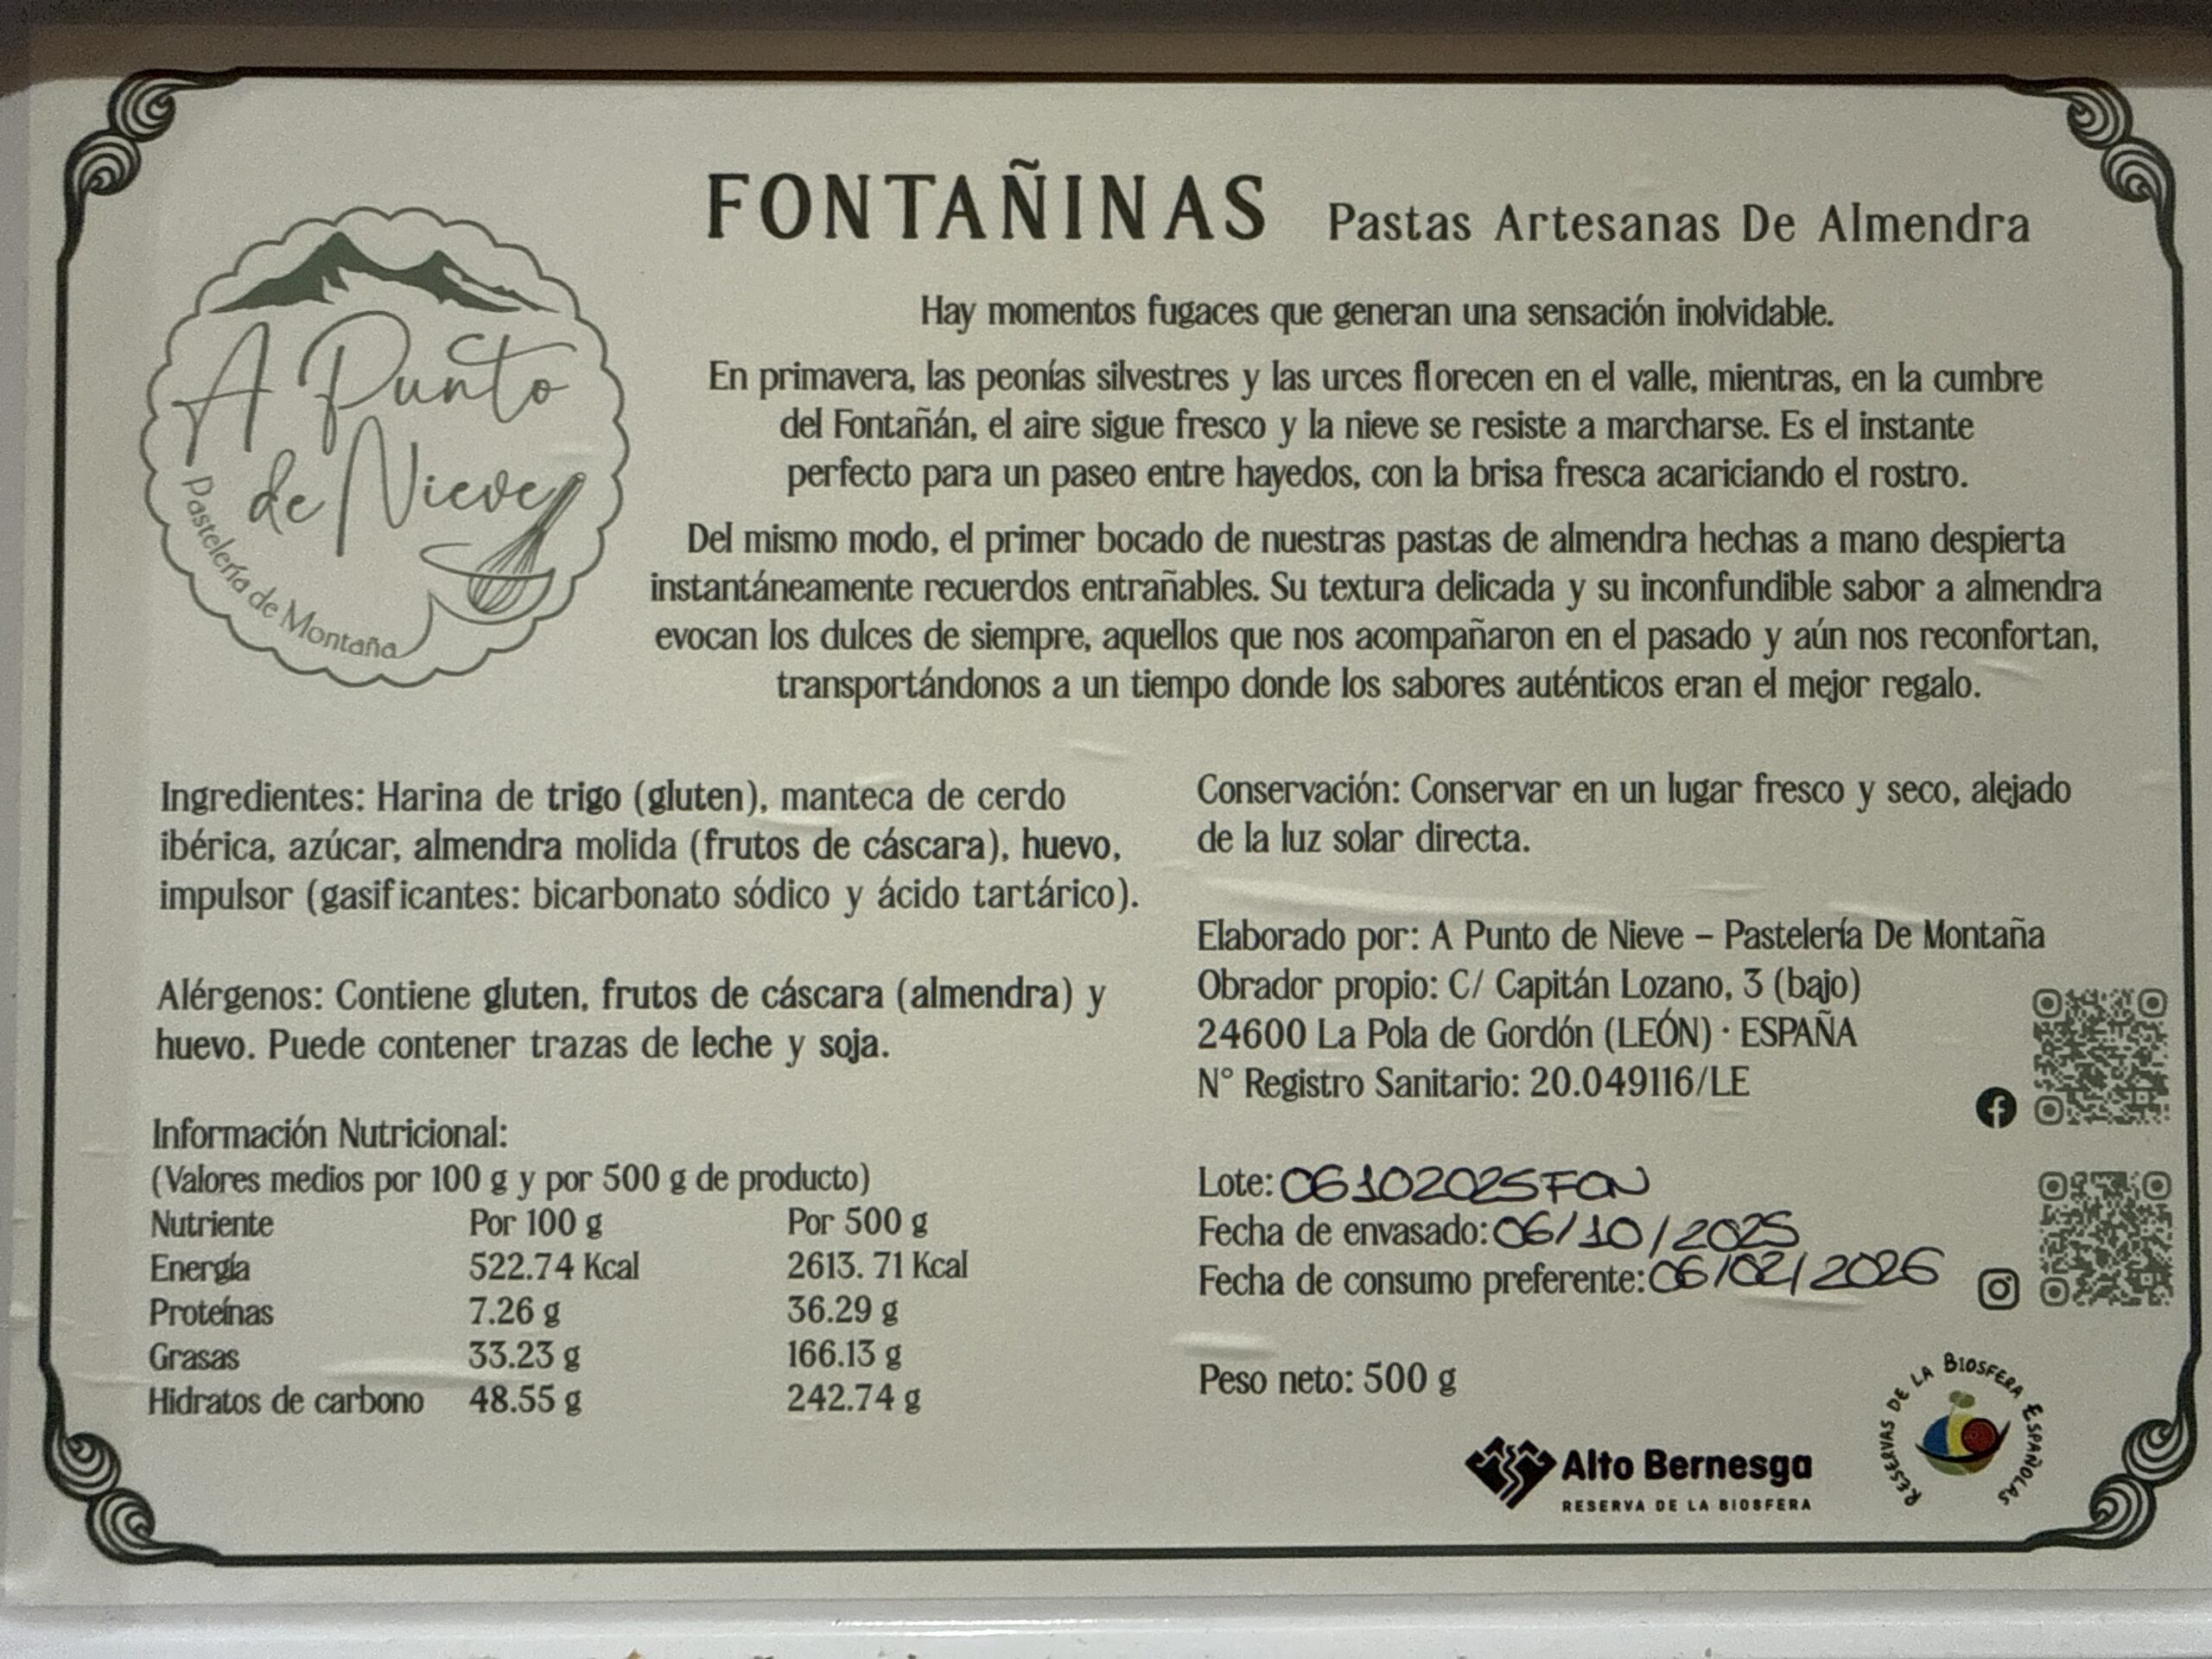 FONTAÑINAS Pastas Artesanas De Almendra
A Punto
de Nieve
Pastelería de Montaña
Hay momentos fugaces que generan una sensación inolvidable.
En primavera, las peonías silvestres y las urces florecen en el valle, mientras, en la cumbre
del Fontañán, el aire sigue fresco y la nieve se resiste a marcharse. Es el instante
perfecto para un paseo entre hayedos, con la brisa fresca acariciando el rostro.
Del mismo modo, el primer bocado de nuestras pastas de almendra hechas a mano despierta
instantáneamente recuerdos entrañables. Su textura delicada y su inconfundible sabor a almendra
evocan los dulces de siempre, aquellos que nos acompañaron en el pasado y aún nos reconfortan,
transportándonos a un tiempo donde los sabores auténticos eran el mejor regalo.
Ingredientes: Harina de trigo (gluten), manteca de cerdo
ibérica, azúcar, almendra molida (frutos de cáscara), huevo,
impulsor (gasificantes: bicarbonato sódico y ácido tartárico).
Alérgenos: Contiene gluten, frutos de cáscara (almendra) y
huevo. Puede contener trazas de leche y soja.
Información Nutricional:
(Valores medios por 100 g y por 500 g de producto)
Nutriente Por 100 g Por 500 g
Energía 522.74 Kcal 2613. 71 Kcal
Proteínas 7.26 g 36.29 g
Grasas 33.23 g 166.13 g
Hidratos de carbono 48.55 g 242.74 g
Conservación: Conservar en un lugar fresco y seco, alejado
de la luz solar directa.
Elaborado por: A Punto de Nieve – Pastelería De Montaña
Obrador propio: C/ Capitán Lozano, 3 (bajo)
24600 La Pola de Gordón (LEÓN) · ESPAÑA
N° Registro Sanitario: 20.049116/LE
Lote: 06102025FON
Fecha de envasado: 06/10/2025
Fecha de consumo preferente: 06/02/2026
Peso neto: 500 g
Alto Bernesga
RESERVA DE LA BIOSFERA
RESERVAS DE LA BIOSFERA ESPAÑOLAS